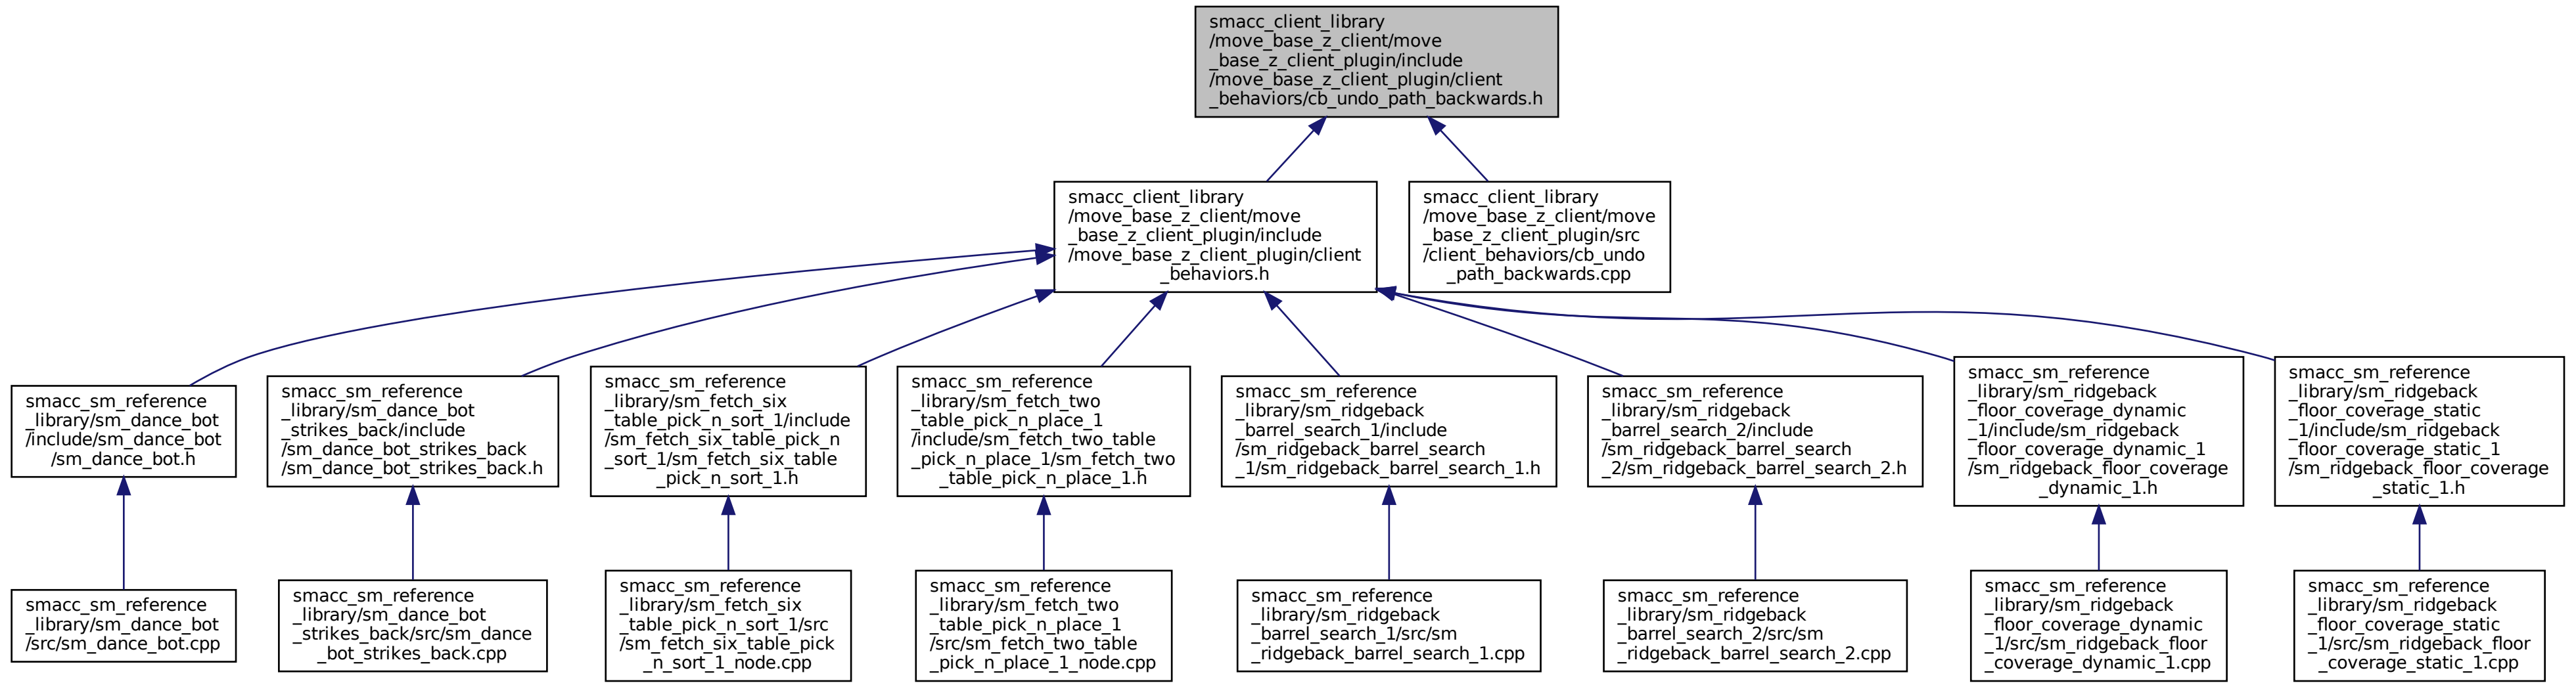 smacc_client_library
/move_base_z_client/move
_base_z_client_plugin/include
/move_base_z_client_plugin/client
_behaviors/cb_undo_path_backwards.h
smacc_client_library
/move_base_z_client/move
_base_z_client_plugin/include
/move_base_z_client_plugin/client
_behaviors.h
smacc_client_library
/move_base_z_client/move
_base_z_client_plugin/src
/client_behaviors/cb_undo
_path_backwards.cpp
smacc_sm_reference
_library/sm_dance_bot
/include/sm_dance_bot
/sm_dance_bot.h
smacc_sm_reference
_library/sm_dance_bot
_strikes_back/include
/sm_dance_bot_strikes_back
/sm_dance_bot_strikes_back.h
smacc_sm_reference
_library/sm_fetch_six
_table_pick_n_sort_1/include
/sm_fetch_six_table_pick_n
_sort_1/sm_fetch_six_table
_pick_n_sort_1.h
smacc_sm_reference
_library/sm_fetch_two
_table_pick_n_place_1
/include/sm_fetch_two_table
_pick_n_place_1/sm_fetch_two
_table_pick_n_place_1.h
smacc_sm_reference
_library/sm_ridgeback
_barrel_search_1/include
/sm_ridgeback_barrel_search
_1/sm_ridgeback_barrel_search_1.h
smacc_sm_reference
_library/sm_ridgeback
_barrel_search_2/include
/sm_ridgeback_barrel_search
_2/sm_ridgeback_barrel_search_2.h
smacc_sm_reference
_library/sm_ridgeback
_floor_coverage_dynamic
_1/include/sm_ridgeback
_floor_coverage_dynamic_1
/sm_ridgeback_floor_coverage
_dynamic_1.h
smacc_sm_reference
_library/sm_ridgeback
_floor_coverage_static
_1/include/sm_ridgeback
_floor_coverage_static_1
/sm_ridgeback_floor_coverage
_static_1.h
smacc_sm_reference
_library/sm_dance_bot
/src/sm_dance_bot.cpp
smacc_sm_reference
_library/sm_dance_bot
_strikes_back/src/sm_dance
_bot_strikes_back.cpp
smacc_sm_reference
_library/sm_fetch_six
_table_pick_n_sort_1/src
/sm_fetch_six_table_pick
_n_sort_1_node.cpp
smacc_sm_reference
_library/sm_fetch_two
_table_pick_n_place_1
/src/sm_fetch_two_table
_pick_n_place_1_node.cpp
smacc_sm_reference
_library/sm_ridgeback
_barrel_search_1/src/sm
_ridgeback_barrel_search_1.cpp
smacc_sm_reference
_library/sm_ridgeback
_barrel_search_2/src/sm
_ridgeback_barrel_search_2.cpp
smacc_sm_reference
_library/sm_ridgeback
_floor_coverage_dynamic
_1/src/sm_ridgeback_floor
_coverage_dynamic_1.cpp
smacc_sm_reference
_library/sm_ridgeback
_floor_coverage_static
_1/src/sm_ridgeback_floor
_coverage_static_1.cpp